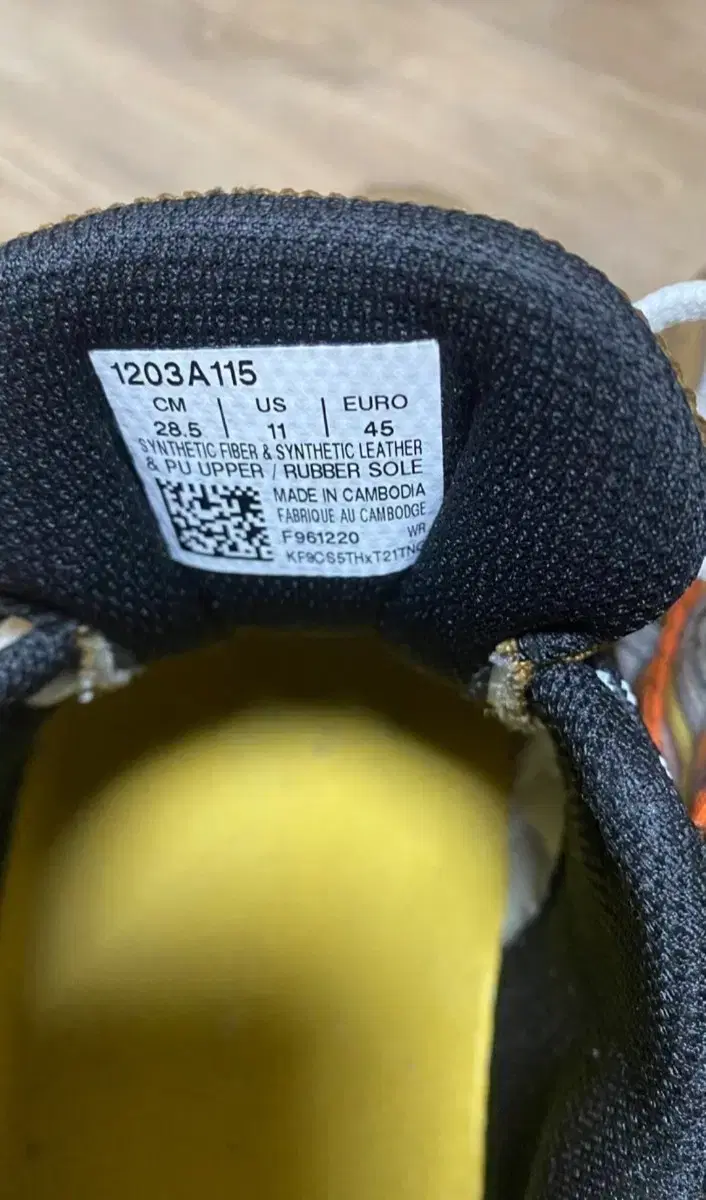 1203A115
CM | US | EURO
28.5 | 11 | 45
SYNTHETIC FIBER & SYNTHETIC LEATHER
& PU UPPER / RUBBER SOLE
MADE IN CAMBODIA
FABRIQUE AU CAMBODGE
F961220 WR